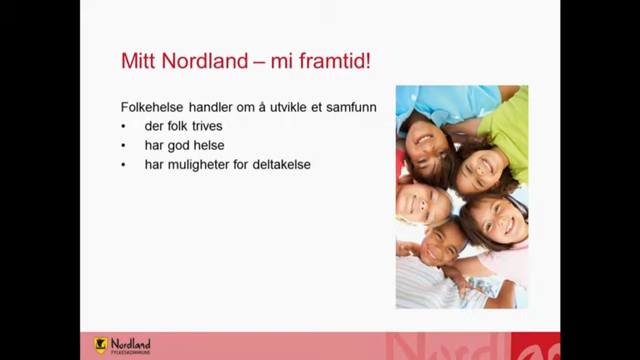 Mitt Nordland – mi framtid!
Folkehelse handler om å utvikle et samfunn
• der folk trives
• har god helse
• har muligheter for deltakelse
Nordland
FYLKESKOMMUNE
Nordland